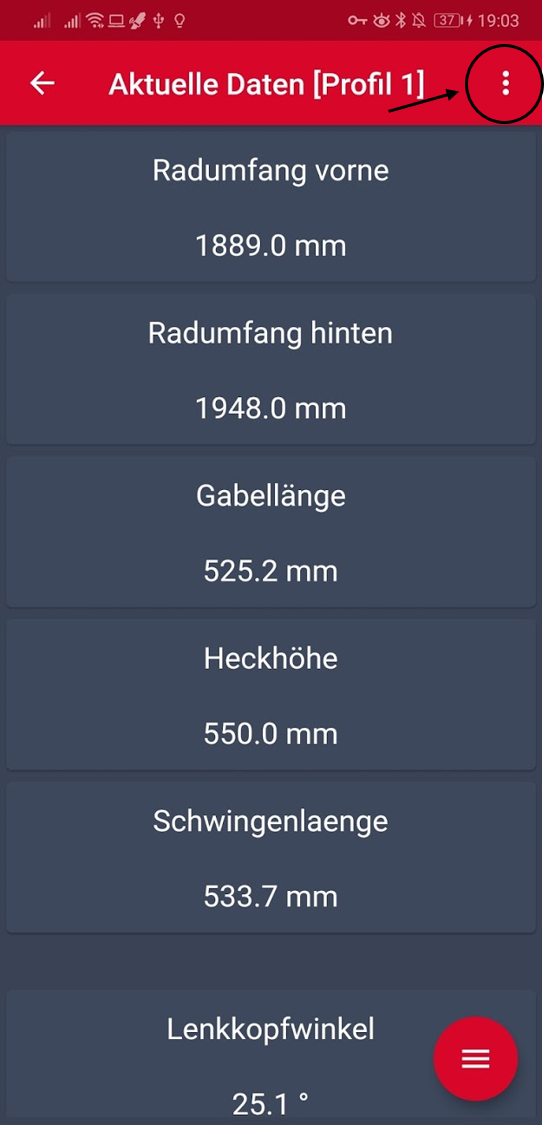 37 19:03
Aktuelle Daten [Profil 1]
Radumfang vorne
1889.0 mm
Radumfang hinten
1948.0 mm
Gabellänge
525.2 mm
Heckhöhe
550.0 mm
Schwingenlaenge
533.7 mm
Lenkkopfwinkel
25.1 °